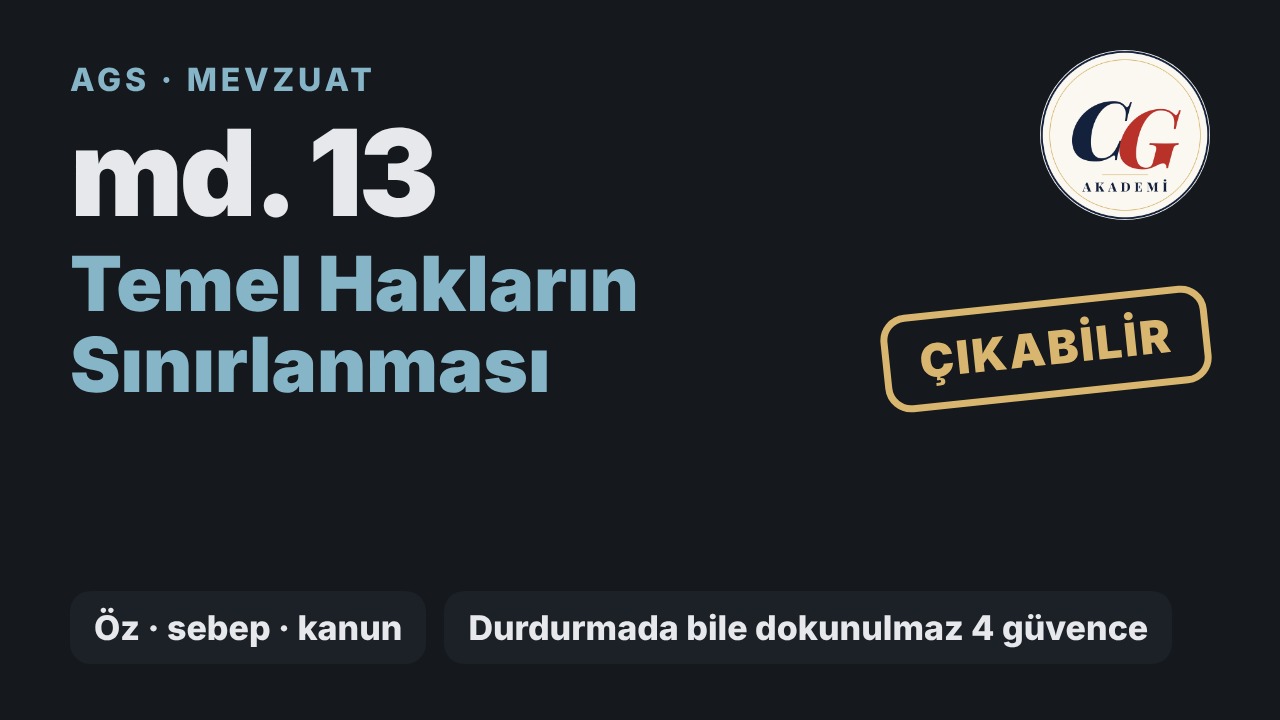 AGS · MEVZUAT
md. 13
Temel Hakların
Sınırlanması
CG
AKADEMİ
ÇIKABİLİR
Öz · sebep · kanun
Durdurmada bile dokunulmaz 4 güvence